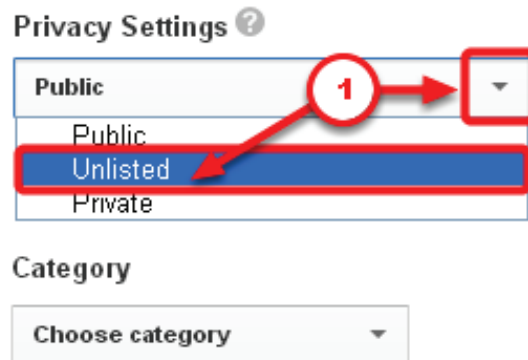 Privacy Settings ?
Public
1
Public
Unlisted
Private
Category
Choose category